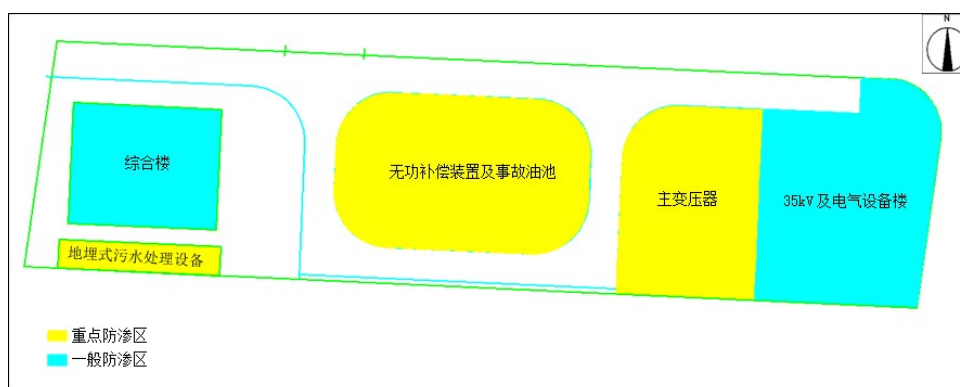 N
综合楼
无功补偿装置及事故油池
主变压器
35kV及电气设备楼
地埋式污水处理设备
重点防渗区
一般防渗区